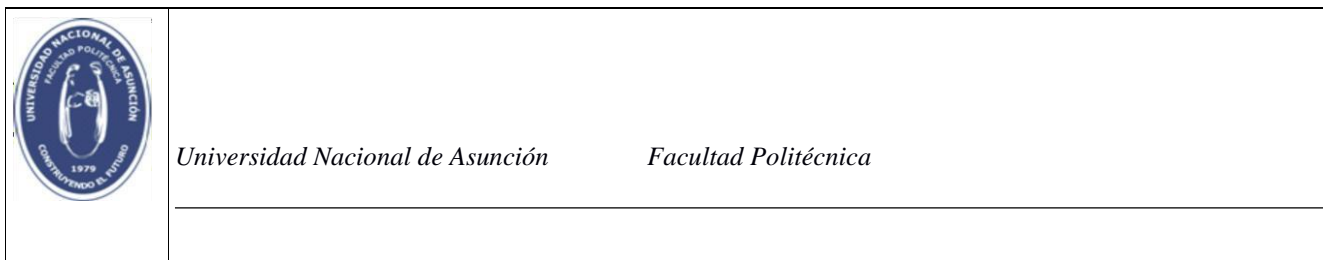 UNIVERSIDAD NACIONAL DE ASUNCIÓN
FACULTAD POLITÉCNICA
1979
CONSTRUYENDO EL FUTURO
Universidad Nacional de Asunción Facultad Politécnica